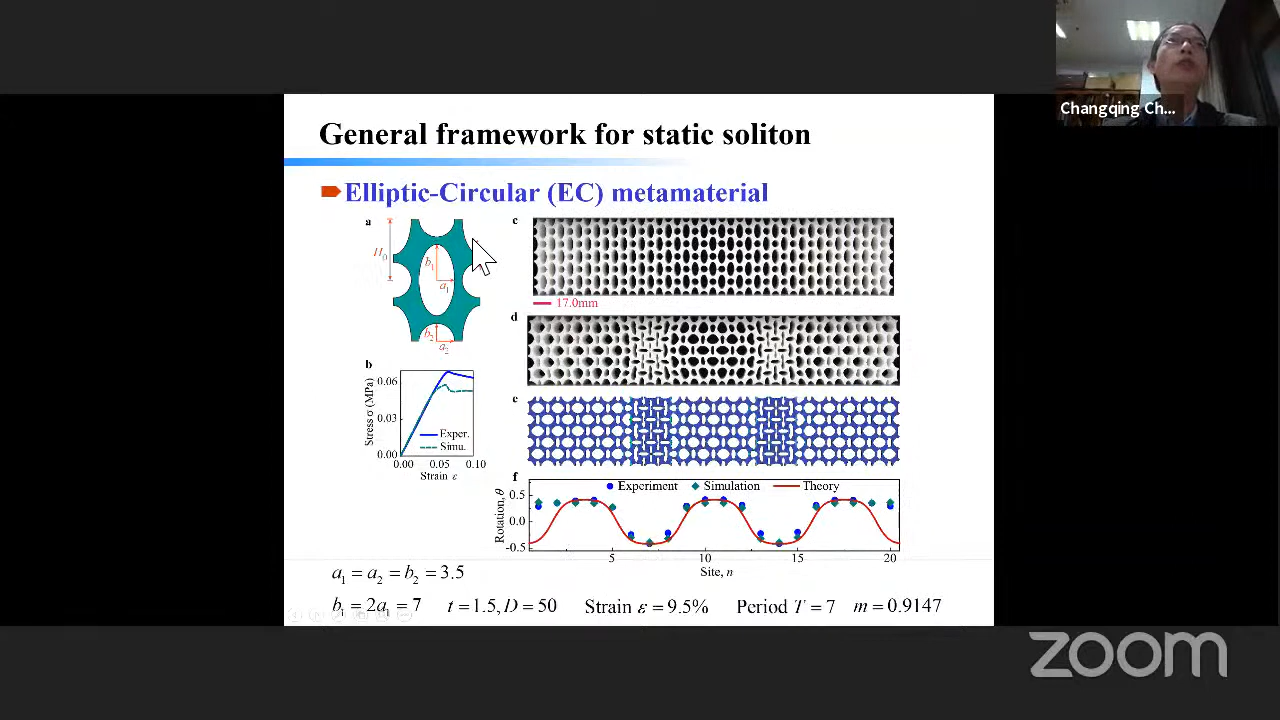 Changqing Ch...
General framework for static soliton
Elliptic-Circular (EC) metamaterial
a
H0
b1
a1
b2
a2
b
Stress σ (MPa)
0.06
0.03
0.00
Exper.
Simu.
0.00 0.05 0.10
Strain ε
c
17.0mm
d
e
f
Experiment Simulation Theory
Rotation, θ
0.5
0.0
-0.5
5 10 15 20
Site, n
a1 = a2 = b2 = 3.5
b1 = 2a1 = 7 t = 1.5, D = 50 Strain ε = 9.5% Period T = 7 m = 0.9147
zoom